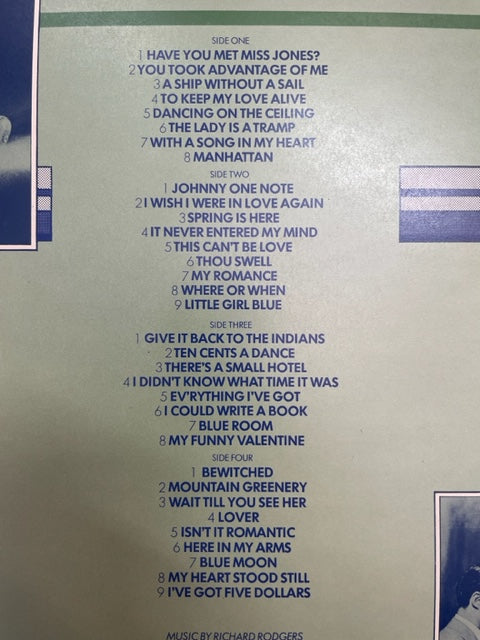 SIDE ONE
1 HAVE YOU MET MISS JONES?
2 YOU TOOK ADVANTAGE OF ME
3 A SHIP WITHOUT A SAIL
4 TO KEEP MY LOVE ALIVE
5 DANCING ON THE CEILING
6 THE LADY IS A TRAMP
7 WITH A SONG IN MY HEART
8 MANHATTAN
SIDE TWO
1 JOHNNY ONE NOTE
2 I WISH I WERE IN LOVE AGAIN
3 SPRING IS HERE
4 IT NEVER ENTERED MY MIND
5 THIS CAN'T BE LOVE
6 THOU SWELL
7 MY ROMANCE
8 WHERE OR WHEN
9 LITTLE GIRL BLUE
SIDE THREE
1 GIVE IT BACK TO THE INDIANS
2 TEN CENTS A DANCE
3 THERE'S A SMALL HOTEL
4 I DIDN'T KNOW WHAT TIME IT WAS
5 EV'RYTHING I'VE GOT
6 I COULD WRITE A BOOK
7 BLUE ROOM
8 MY FUNNY VALENTINE
SIDE FOUR
1 BEWITCHED
2 MOUNTAIN GREENERY
3 WAIT TILL YOU SEE HER
4 LOVER
5 ISN'T IT ROMANTIC
6 HERE IN MY ARMS
7 BLUE MOON
8 MY HEART STOOD STILL
9 I'VE GOT FIVE DOLLARS
MUSIC BY RICHARD RODGERS